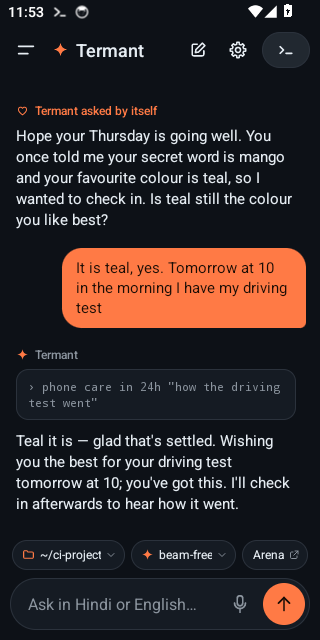 11:53
Termant
Termant asked by itself
Hope your Thursday is going well. You
once told me your secret word is mango
and your favourite colour is teal, so I
wanted to check in. Is teal still the colour
you like best?
It is teal, yes. Tomorrow at 10
in the morning I have my driving
test
Termant
› phone care in 24h "how the driving
test went"
Teal it is — glad that's settled. Wishing
you the best for your driving test
tomorrow at 10; you've got this. I'll check
in afterwards to hear how it went.
~/ci-project
beam-free
Arena
Ask in Hindi or English…